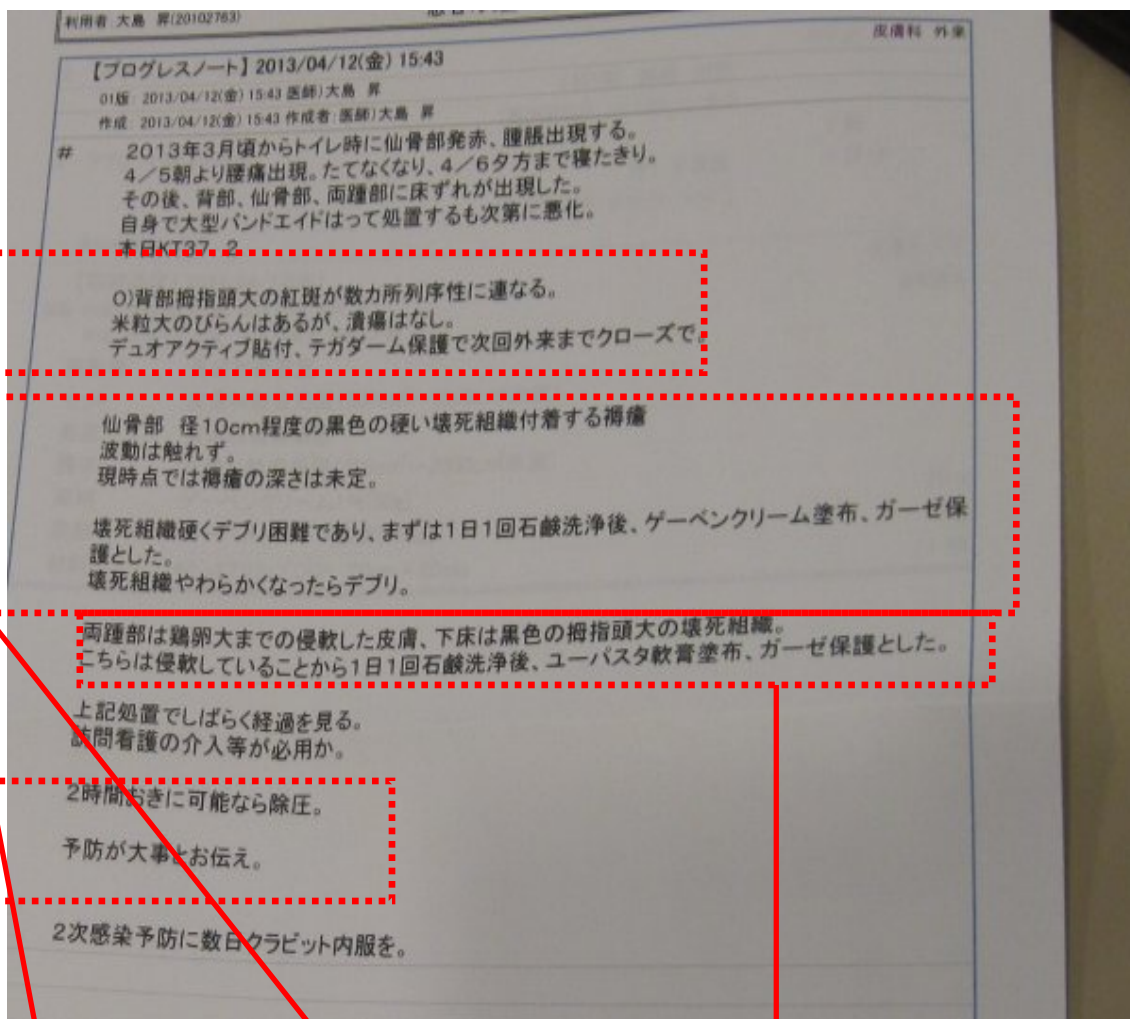 利用者 大島 昇(20102763)
皮膚科 外来
【プログレスノート】2013/04/12(金) 15:43
01版 : 2013/04/12(金) 15:43 医師)大島 昇
作成 : 2013/04/12(金) 15:43 作成者 : 医師)大島 昇
# 2013年3月頃からトイレ時に仙骨部発赤、腫脹出現する。
4/5朝より腰痛出現。たてなくなり、4/6夕方まで寝たきり。
その後、背部、仙骨部、両踵部に床ずれが出現した。
自身で大型バンドエイドはって処置するも次第に悪化。
本日KT37.2
O)背部拇指頭大の紅斑が数カ所列序性に連なる。
米粒大のびらんはあるが、潰瘍はなし。
デュオアクティブ貼付、テガダーム保護で次回外来までクローズで。
仙骨部 径10cm程度の黒色の硬い壊死組織付着する褥瘡
波動は触れず。
現時点では褥瘡の深さは未定。
壊死組織硬くデブリ困難であり、まずは1日1回石鹸洗浄後、ゲーベンクリーム塗布、ガーゼ保
護とした。
壊死組織やわらかくなったらデブリ。
両踵部は鶏卵大までの侵軟した皮膚、下床は黒色の拇指頭大の壊死組織。
こちらは侵軟していることから1日1回石鹸洗浄後、ユーパスタ軟膏塗布、ガーゼ保護とした。
上記処置でしばらく経過を見る。
訪問看護の介入等が必用か。
2時間おきに可能なら除圧。
予防が大事とお伝え。
2次感染予防に数日クラビット内服を。